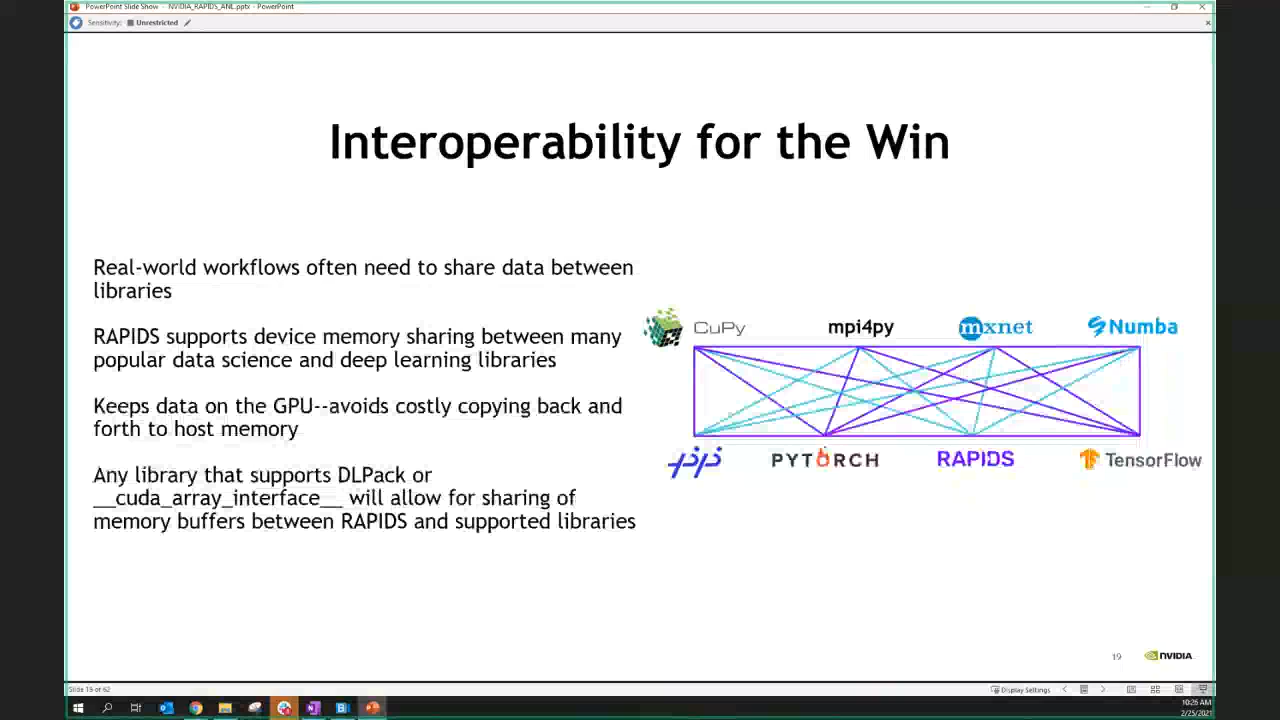 PowerPoint Slide Show - NVIDIA_RAPIDS_ANL.pptx - PowerPoint
Sensitivity: Unrestricted
Interoperability for the Win
Real-world workflows often need to share data between
libraries
RAPIDS supports device memory sharing between many
popular data science and deep learning libraries
Keeps data on the GPU--avoids costly copying back and
forth to host memory
Any library that supports DLPack or
__cuda_array_interface__ will allow for sharing of
memory buffers between RAPIDS and supported libraries
CuPy mpi4py mxnet Numba
PYTORCH RAPIDS TensorFlow
19 NVIDIA
Slide 19 of 62 Display Settings
10:26 AM
2/25/2021